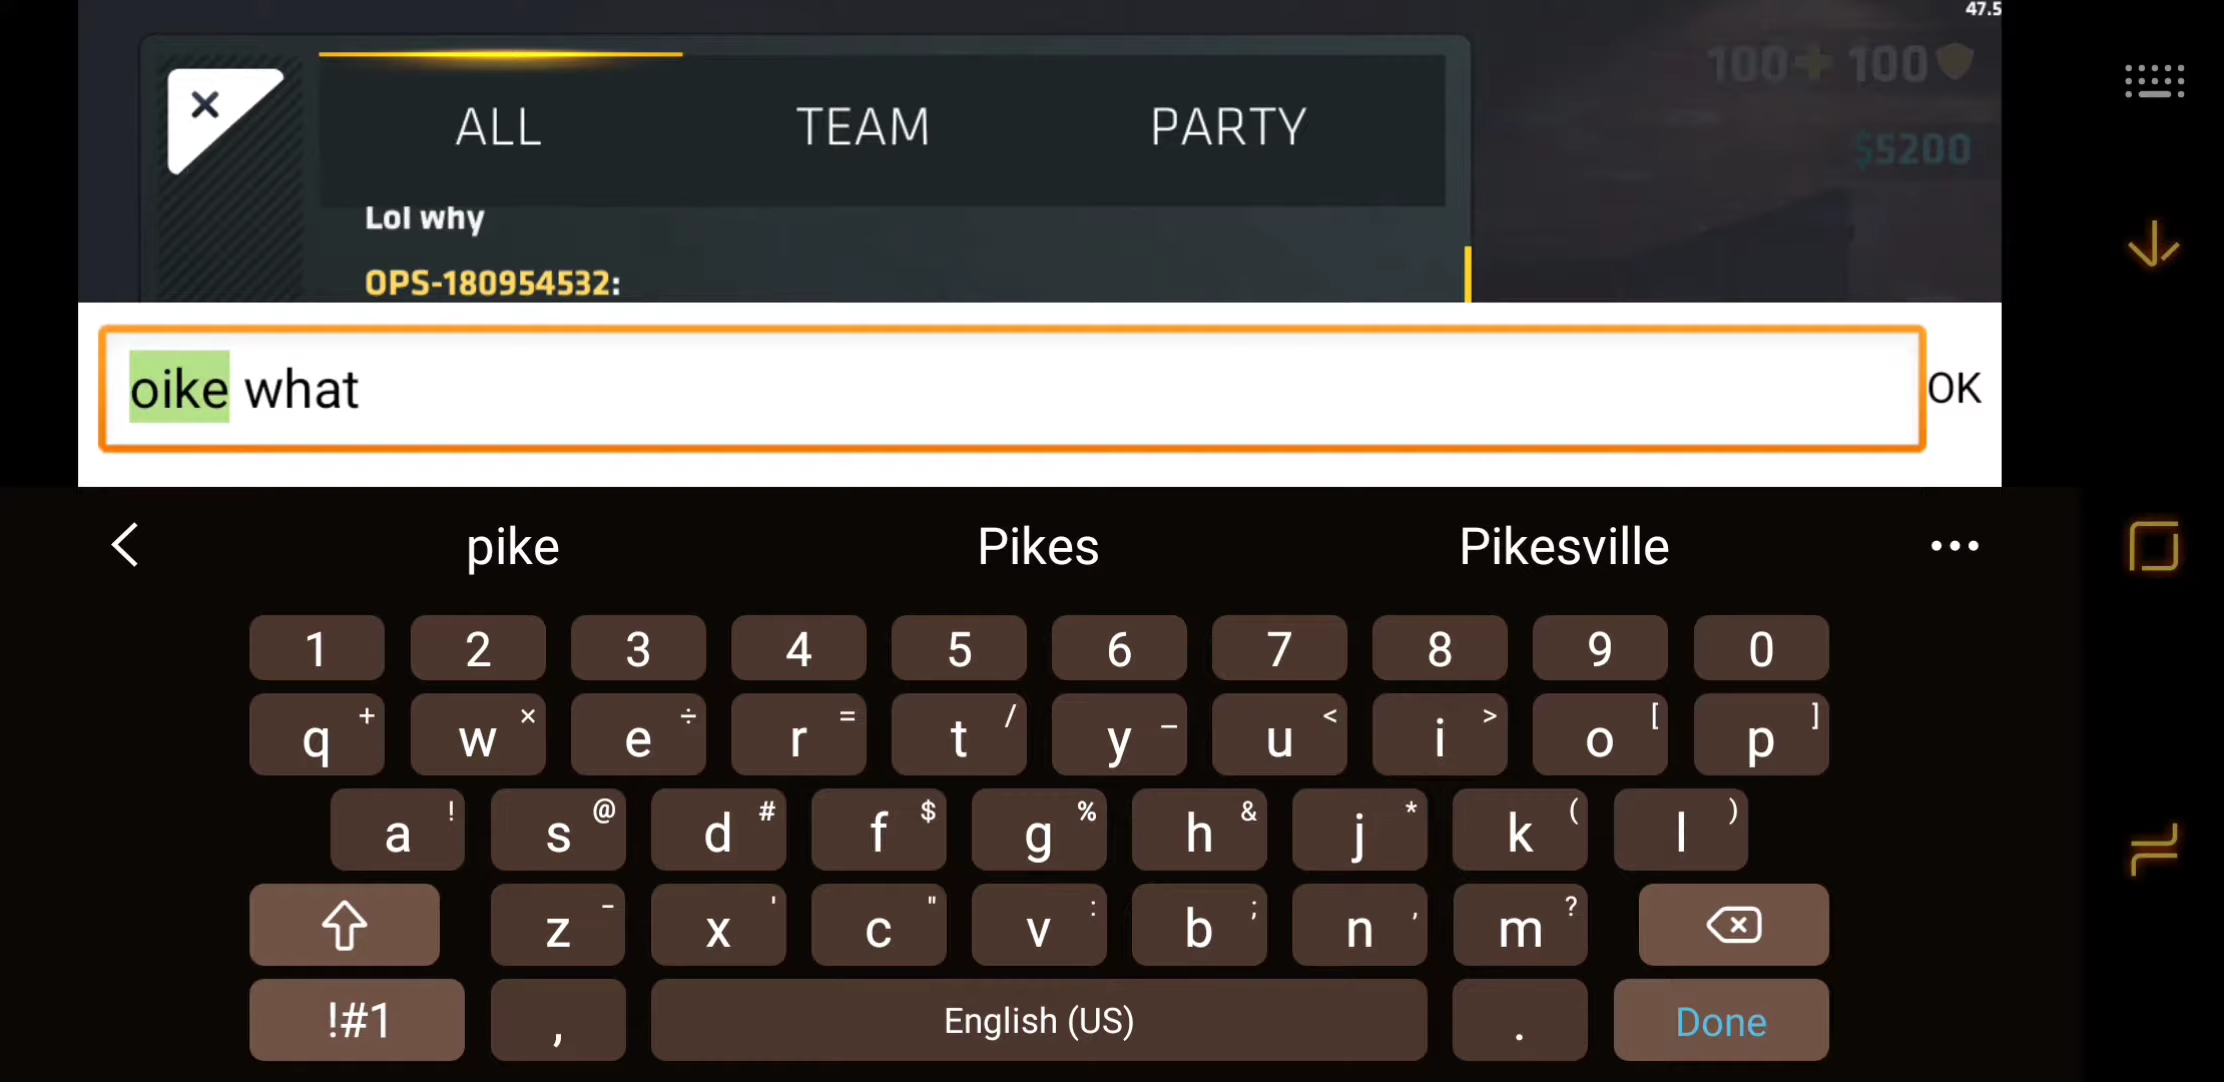 47.5
100 100
$5200
ALL TEAM PARTY
Lol why
OPS-180954532:
oike what
OK
pike Pikes Pikesville ...
1 2 3 4 5 6 7 8 9 0
q + w × e ÷ r = t / y _ u < i > o [ p ]
a ! s @ d # f $ g % h & j * k ( l )
z - x ' c " v : b ; n , m ?
!#1 , English (US) . Done